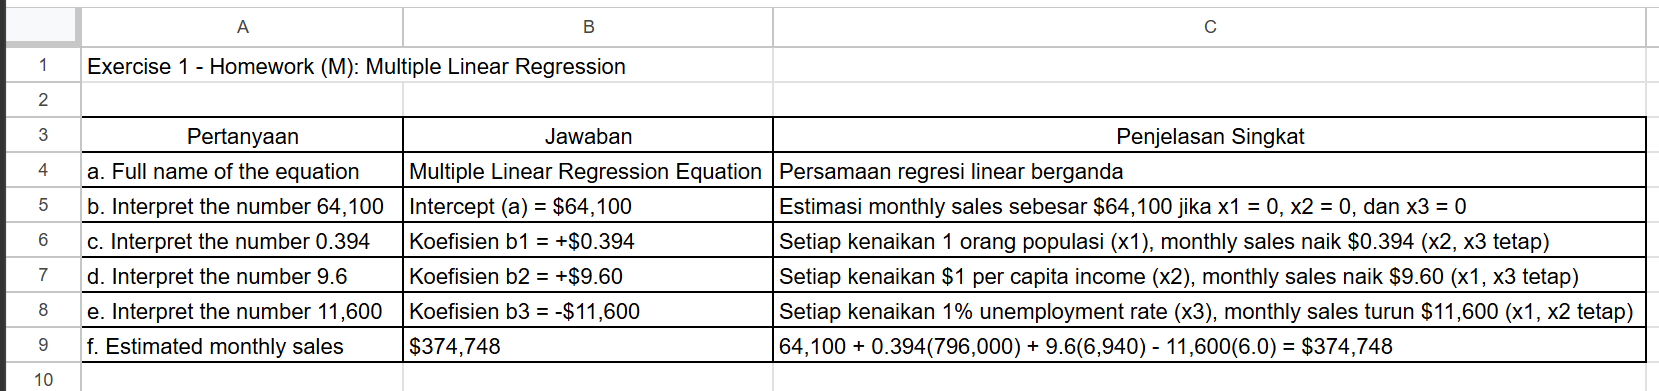 A B C
1 Exercise 1 - Homework (M): Multiple Linear Regression
2
3 Pertanyaan Jawaban Penjelasan Singkat
4 a. Full name of the equation Multiple Linear Regression Equation Persamaan regresi linear berganda
5 b. Interpret the number 64,100 Intercept (a) = $64,100 Estimasi monthly sales sebesar $64,100 jika x1 = 0, x2 = 0, dan x3 = 0
6 c. Interpret the number 0.394 Koefisien b1 = +$0.394 Setiap kenaikan 1 orang populasi (x1), monthly sales naik $0.394 (x2, x3 tetap)
7 d. Interpret the number 9.6 Koefisien b2 = +$9.60 Setiap kenaikan $1 per capita income (x2), monthly sales naik $9.60 (x1, x3 tetap)
8 e. Interpret the number 11,600 Koefisien b3 = -$11,600 Setiap kenaikan 1% unemployment rate (x3), monthly sales turun $11,600 (x1, x2 tetap)
9 f. Estimated monthly sales $374,748 64,100 + 0.394(796,000) + 9.6(6,940) - 11,600(6.0) = $374,748
10